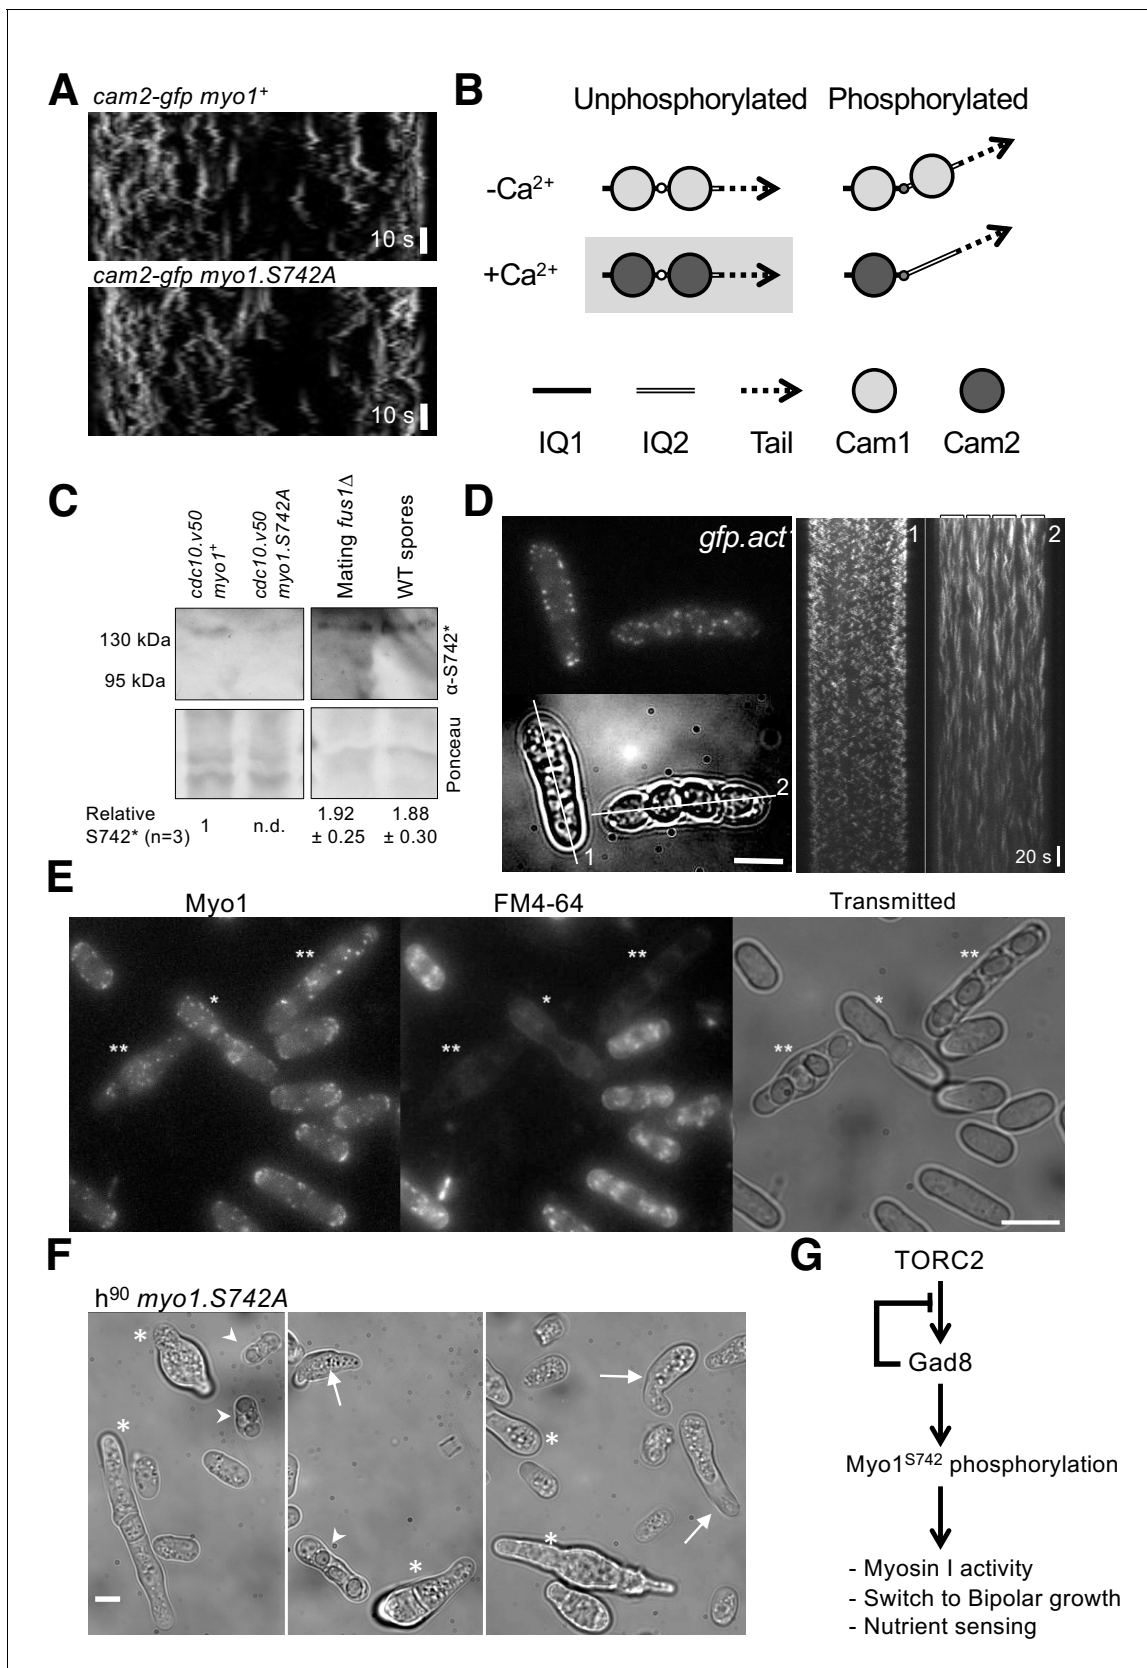 A
cam2-gfp myo1+
10 s
cam2-gfp myo1.S742A
10 s
B
Unphosphorylated Phosphorylated
-Ca2+
+Ca2+
IQ1 IQ2 Tail Cam1 Cam2
C
cdc10.v50
myo1+
cdc10.v50
myo1.S742A
Mating fus1Δ
WT spores
130 kDa
95 kDa
α-S742*
Ponceau
Relative
S742* (n=3)
1
n.d.
1.92
± 0.25
1.88
± 0.30
D
gfp.act1
1
2
1
2
20 s
E
Myo1 FM4-64 Transmitted
** * **
** * **
** * **
F
h90 myo1.S742A
* *
*
* *
G
TORC2
Gad8
Myo1S742 phosphorylation
- Myosin I activity
- Switch to Bipolar growth
- Nutrient sensing